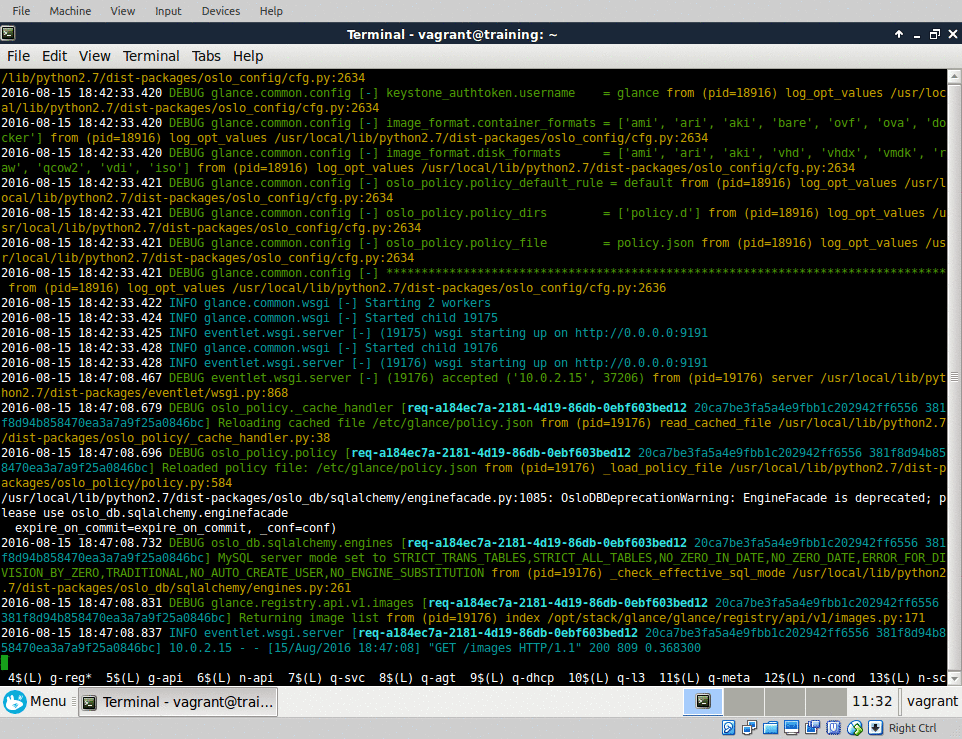 File Machine View Input Devices Help
Terminal - vagrant@training: ~
File Edit View Terminal Tabs Help
/lib/python2.7/dist-packages/oslo_config/cfg.py:2634
2016-08-15 18:42:33.420 DEBUG glance.common.config [-] keystone_authtoken.username    = glance from (pid=18916) log_opt_values /usr/loc
al/lib/python2.7/dist-packages/oslo_config/cfg.py:2634
2016-08-15 18:42:33.420 DEBUG glance.common.config [-] image_format.container_formats = ['ami', 'ari', 'aki', 'bare', 'ovf', 'ova', 'do
cker'] from (pid=18916) log_opt_values /usr/local/lib/python2.7/dist-packages/oslo_config/cfg.py:2634
2016-08-15 18:42:33.420 DEBUG glance.common.config [-] image_format.disk_formats      = ['ami', 'ari', 'aki', 'vhd', 'vhdx', 'vmdk', 'r
aw', 'qcow2', 'vdi', 'iso'] from (pid=18916) log_opt_values /usr/local/lib/python2.7/dist-packages/oslo_config/cfg.py:2634
2016-08-15 18:42:33.421 DEBUG glance.common.config [-] oslo_policy.policy_default_rule = default from (pid=18916) log_opt_values /usr/l
ocal/lib/python2.7/dist-packages/oslo_config/cfg.py:2634
2016-08-15 18:42:33.421 DEBUG glance.common.config [-] oslo_policy.policy_dirs        = ['policy.d'] from (pid=18916) log_opt_values /u
sr/local/lib/python2.7/dist-packages/oslo_config/cfg.py:2634
2016-08-15 18:42:33.421 DEBUG glance.common.config [-] oslo_policy.policy_file        = policy.json from (pid=18916) log_opt_values /us
r/local/lib/python2.7/dist-packages/oslo_config/cfg.py:2634
2016-08-15 18:42:33.421 DEBUG glance.common.config [-] ********************************************************************************
 from (pid=18916) log_opt_values /usr/local/lib/python2.7/dist-packages/oslo_config/cfg.py:2636
2016-08-15 18:42:33.422 INFO glance.common.wsgi [-] Starting 2 workers
2016-08-15 18:42:33.424 INFO glance.common.wsgi [-] Started child 19175
2016-08-15 18:42:33.425 INFO eventlet.wsgi.server [-] (19175) wsgi starting up on http://0.0.0.0:9191
2016-08-15 18:42:33.428 INFO glance.common.wsgi [-] Started child 19176
2016-08-15 18:42:33.428 INFO eventlet.wsgi.server [-] (19176) wsgi starting up on http://0.0.0.0:9191
2016-08-15 18:47:08.467 DEBUG eventlet.wsgi.server [-] (19176) accepted ('10.0.2.15', 37206) from (pid=19176) server /usr/local/lib/pyt
hon2.7/dist-packages/eventlet/wsgi.py:868
2016-08-15 18:47:08.679 DEBUG oslo_policy._cache_handler [req-a184ec7a-2181-4d19-86db-0ebf603bed12 20ca7be3fa5a4e9fbb1c202942ff6556 381
f8d94b858470ea3a7a9f25a0846bc] Reloading cached file /etc/glance/policy.json from (pid=19176) read_cached_file /usr/local/lib/python2.7
/dist-packages/oslo_policy/_cache_handler.py:38
2016-08-15 18:47:08.696 DEBUG oslo_policy.policy [req-a184ec7a-2181-4d19-86db-0ebf603bed12 20ca7be3fa5a4e9fbb1c202942ff6556 381f8d94b85
8470ea3a7a9f25a0846bc] Reloaded policy file: /etc/glance/policy.json from (pid=19176) _load_policy_file /usr/local/lib/python2.7/dist-p
ackages/oslo_policy/policy.py:584
/usr/local/lib/python2.7/dist-packages/oslo_db/sqlalchemy/enginefacade.py:1085: OsloDBDeprecationWarning: EngineFacade is deprecated; p
lease use oslo_db.sqlalchemy.enginefacade
  expire_on_commit=expire_on_commit, _conf=conf)
2016-08-15 18:47:08.732 DEBUG oslo_db.sqlalchemy.engines [req-a184ec7a-2181-4d19-86db-0ebf603bed12 20ca7be3fa5a4e9fbb1c202942ff6556 381
f8d94b858470ea3a7a9f25a0846bc] MySQL server mode set to STRICT_TRANS_TABLES,STRICT_ALL_TABLES,NO_ZERO_IN_DATE,NO_ZERO_DATE,ERROR_FOR_DI
VISION_BY_ZERO,TRADITIONAL,NO_AUTO_CREATE_USER,NO_ENGINE_SUBSTITUTION from (pid=19176) _check_effective_sql_mode /usr/local/lib/python2
.7/dist-packages/oslo_db/sqlalchemy/engines.py:261
2016-08-15 18:47:08.831 DEBUG glance.registry.api.v1.images [req-a184ec7a-2181-4d19-86db-0ebf603bed12 20ca7be3fa5a4e9fbb1c202942ff6556
381f8d94b858470ea3a7a9f25a0846bc] Returning image list from (pid=19176) index /opt/stack/glance/glance/registry/api/v1/images.py:171
2016-08-15 18:47:08.837 INFO eventlet.wsgi.server [req-a184ec7a-2181-4d19-86db-0ebf603bed12 20ca7be3fa5a4e9fbb1c202942ff6556 381f8d94b8
58470ea3a7a9f25a0846bc] 10.0.2.15 - - [15/Aug/2016 18:47:08] "GET /images HTTP/1.1" 200 809 0.368300
4$(L) g-reg*  5$(L) g-api  6$(L) n-api  7$(L) q-svc  8$(L) q-agt  9$(L) q-dhcp  10$(L) q-l3  11$(L) q-meta  12$(L) n-cond  13$(L) n-sc
Menu Terminal - vagrant@trai... 11:32 vagrant
Right Ctrl